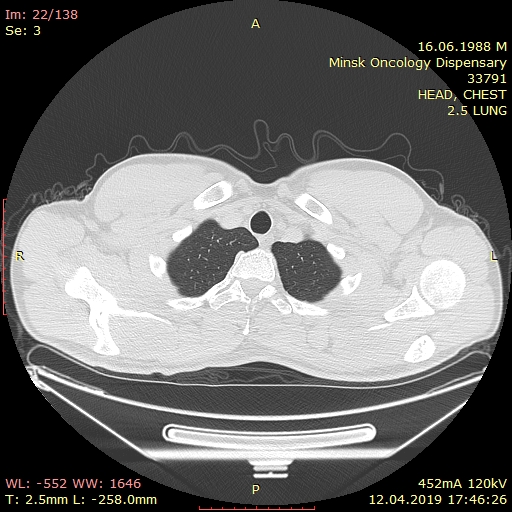 Im: 22/138
Se: 3
A
16.06.1988 M
Minsk Oncology Dispensary
33791
HEAD, CHEST
2.5 LUNG
R
L
WL: -552 WW: 1646
T: 2.5mm L: -258.0mm
P
452mA 120kV
12.04.2019 17:46:26